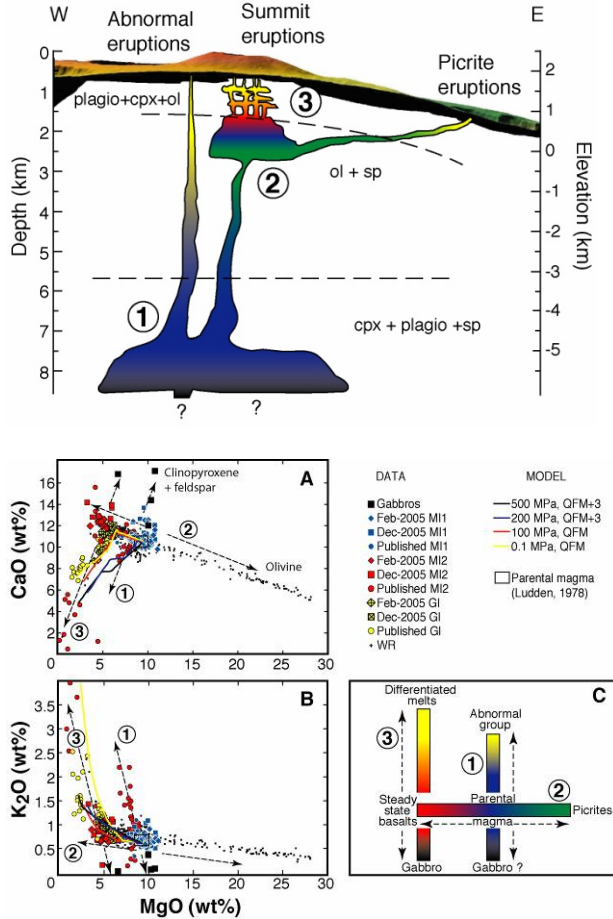 W
Abnormal
eruptions
Summit
eruptions
E
Picrite
eruptions
0
1
2
3
4
5
6
7
8
Depth (km)
2
1
0
-1
-2
-3
-4
-5
Elevation (km)
plagio+cpx+ol
3
2
ol + sp
1
cpx + plagio +sp
?
?
A
Clinopyroxene
+ feldspar
2
Olivine
1
3
16
14
12
10
8
6
4
2
0
0
5
10
15
20
25
30
CaO (wt%)
B
3
1
2
3.5
3
2.5
2
1.5
1
0.5
0
5
10
15
20
25
30
K2O (wt%)
MgO (wt%)
DATA
Gabbros
Feb-2005 MI1
Dec-2005 MI1
Published MI1
Feb-2005 MI2
Dec-2005 MI2
Published MI2
Feb-2005 GI
Dec-2005 GI
Published GI
WR
MODEL
500 MPa, QFM+3
200 MPa, QFM+3
100 MPa, QFM
0.1 MPa, QFM
Parental magma
(Ludden, 1978)
C
Differentiated
melts
3
Abnormal
group
1
2
Steady
state
basalts
Parental
magma
Picrites
Gabbro
Gabbro ?